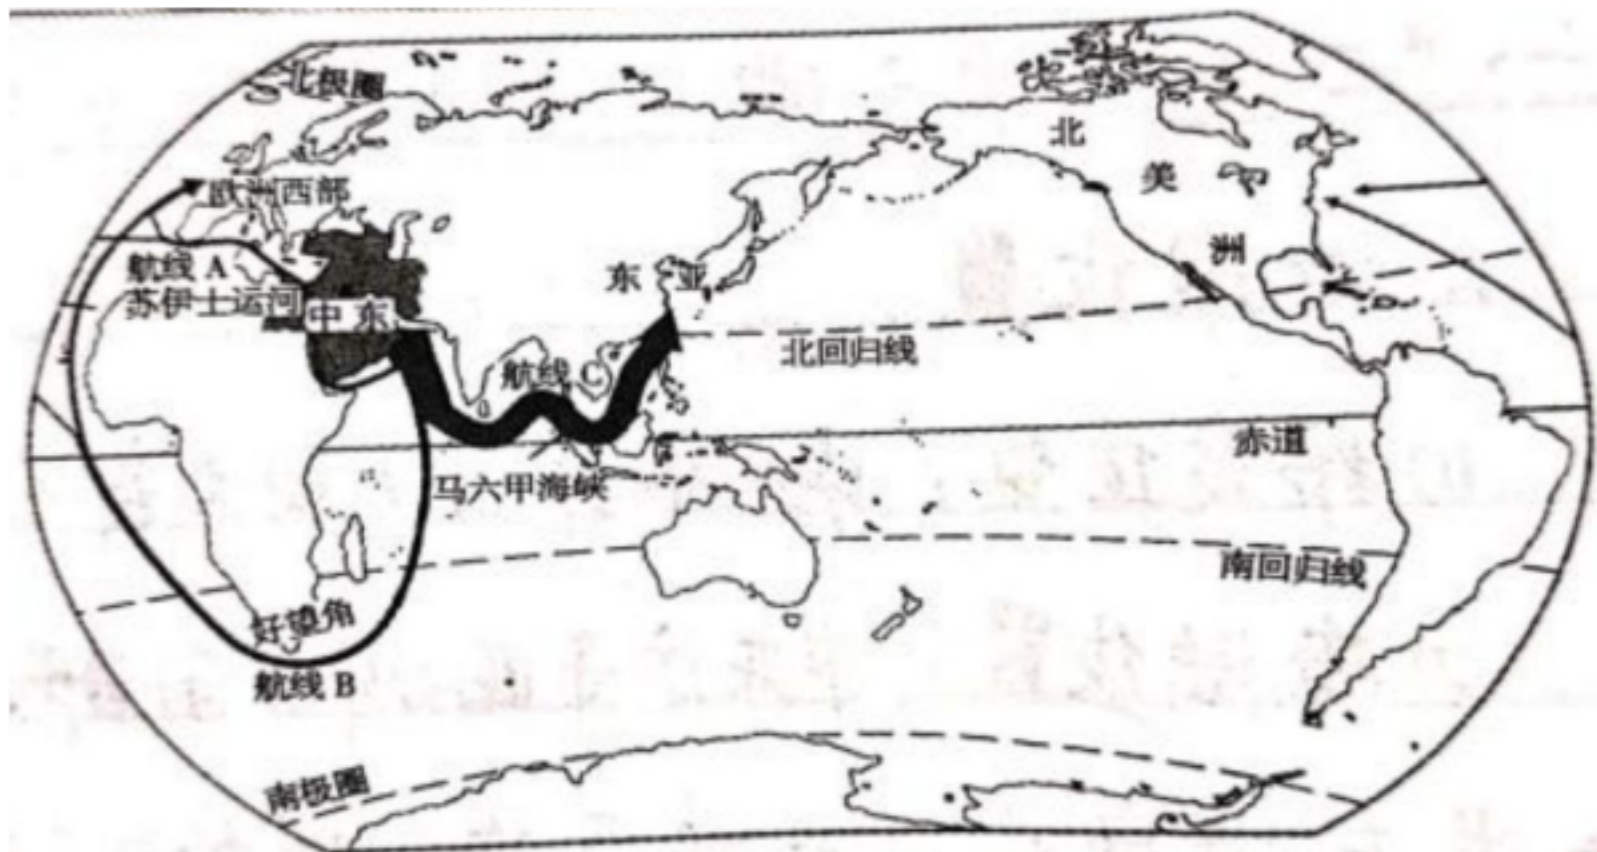 北极圈
北
美
洲
欧洲西部
航线 A
苏伊士运河
中东
东亚
北回归线
航线 C
赤道
马六甲海峡
南回归线
好望角
航线 B
南极圈